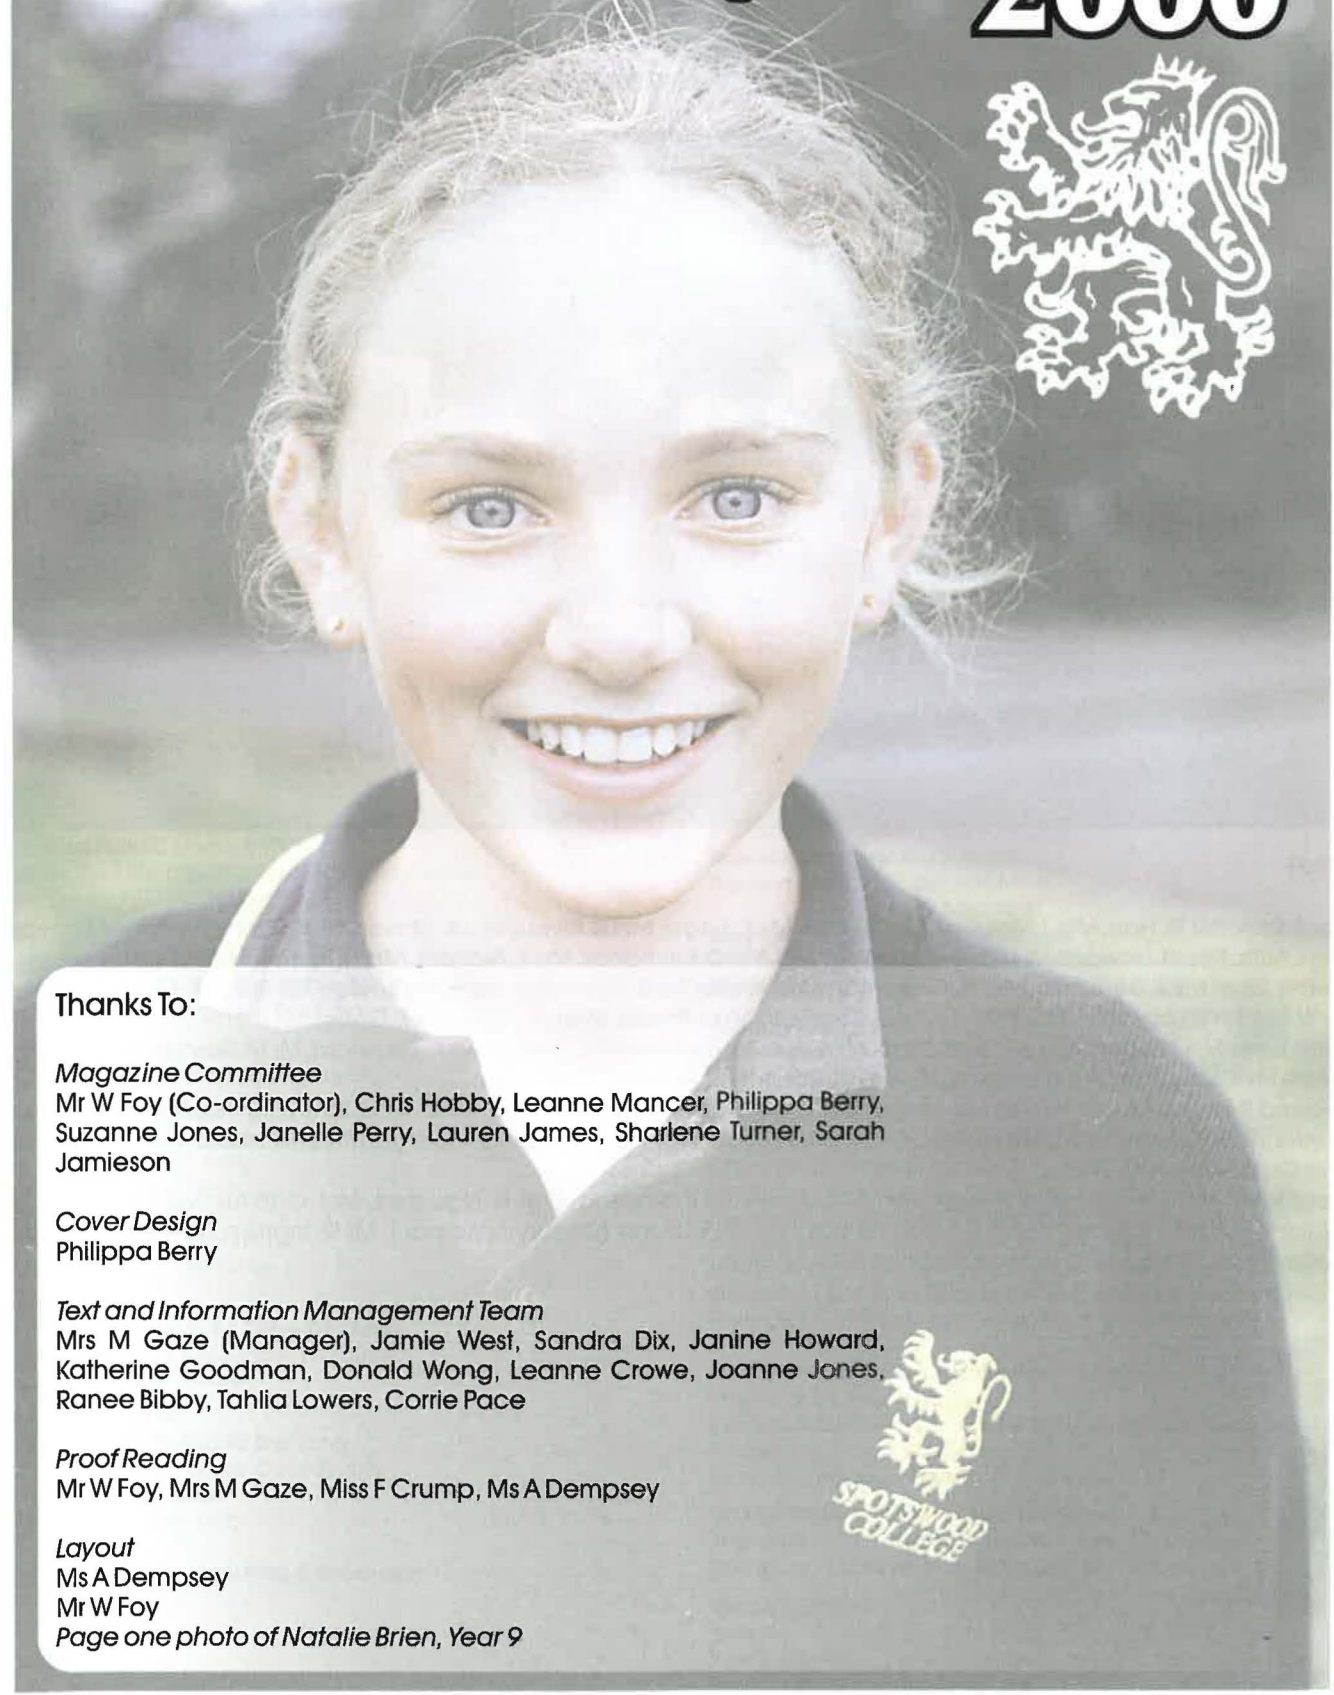 2000
Thanks To:
Magazine Committee
Mr W Foy (Co-ordinator), Chris Hobby, Leanne Mancer, Philippa Berry,
Suzanne Jones, Janelle Perry, Lauren James, Sharlene Turner, Sarah
Jamieson
Cover Design
Philippa Berry
Text and Information Management Team
Mrs M Gaze (Manager), Jamie West, Sandra Dix, Janine Howard,
Katherine Goodman, Donald Wong, Leanne Crowe, Joanne Jones,
Ranee Bibby, Tahlia Lowers, Corrie Pace
Proof Reading
Mr W Foy, Mrs M Gaze, Miss F Crump, Ms A Dempsey
Layout
Ms A Dempsey
Mr W Foy
Page one photo of Natalie Brien, Year 9
SPOTSWOOD
COLLEGE